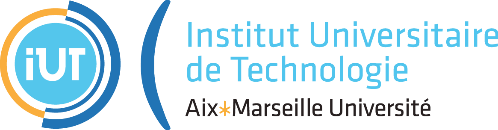 iUT
Institut Universitaire
de Technologie
Aix*Marseille Université